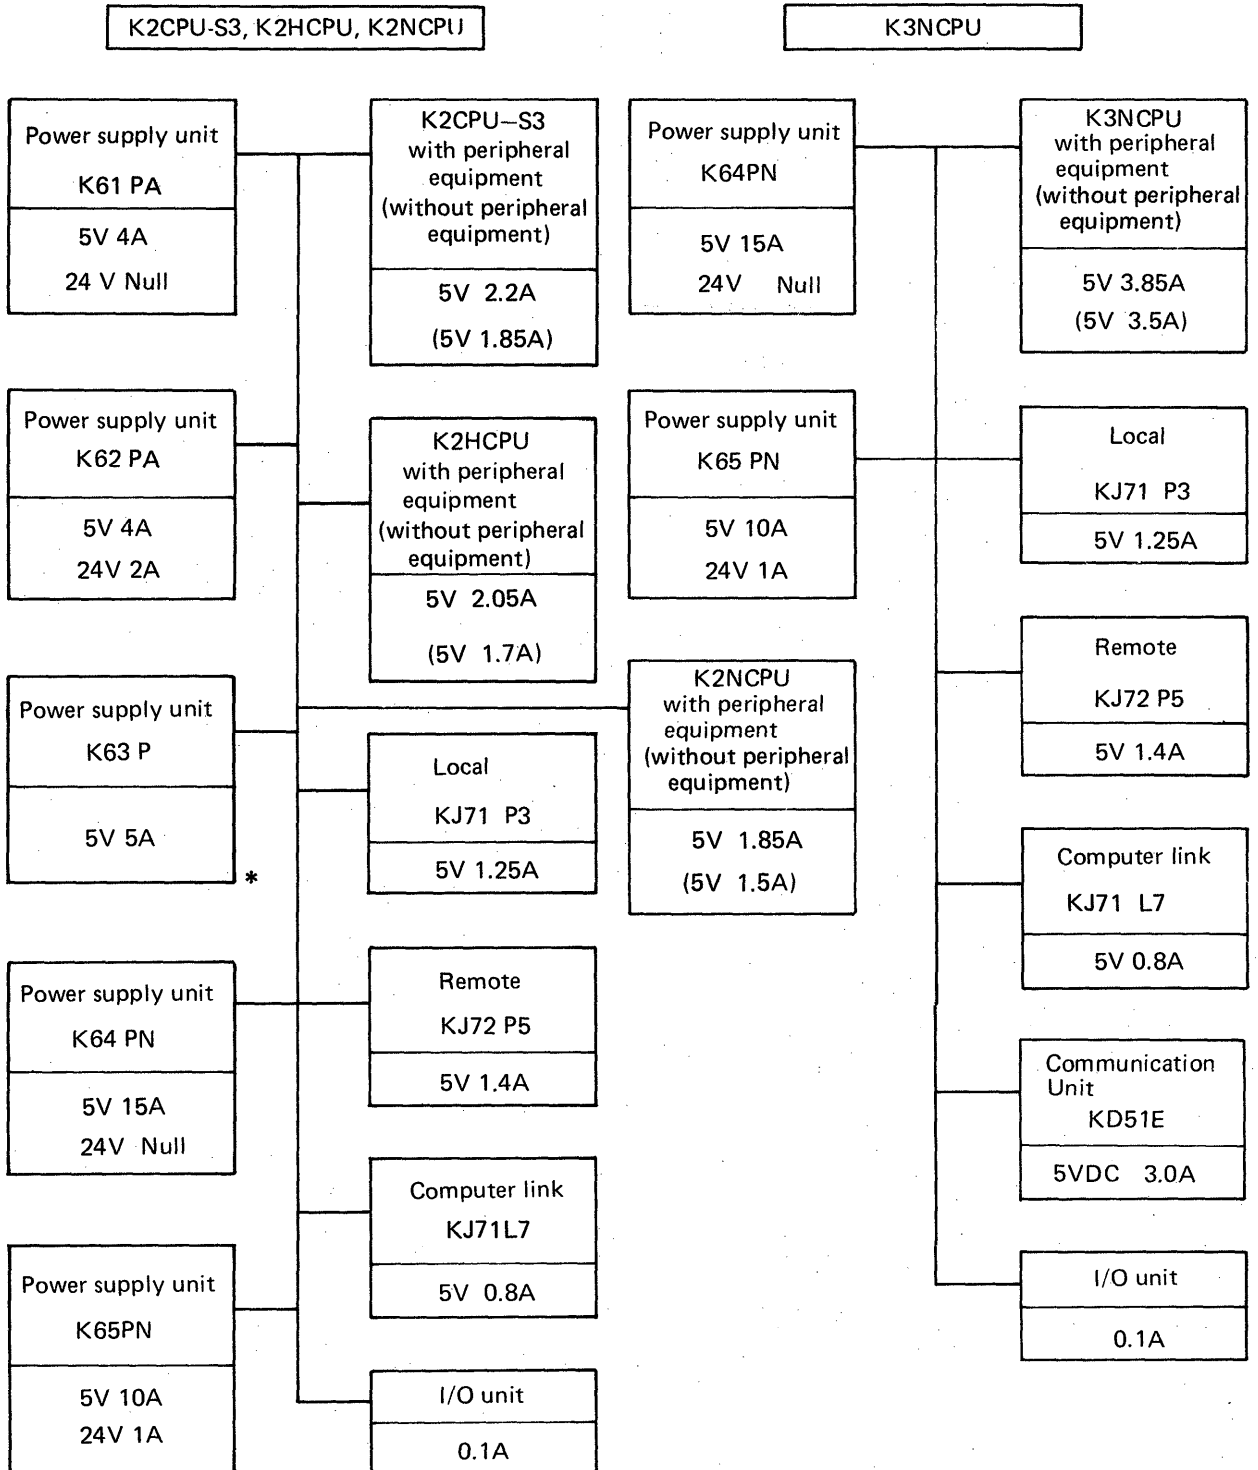 K2CPU-S3, K2HCPU, K2NCPU
Power supply unit
K61 PA
5V 4A
24 V Null
K2CPU–S3
with peripheral
equipment
(without peripheral
equipment)
5V 2.2A
(5V 1.85A)
Power supply unit
K62 PA
5V 4A
24V 2A
K2HCPU
with peripheral
equipment
(without peripheral
equipment)
5V 2.05A
(5V 1.7A)
Power supply unit
K63 P
5V 5A
*
K2NCPU
with peripheral
equipment
(without peripheral
equipment)
5V 1.85A
(5V 1.5A)
Local
KJ71 P3
5V 1.25A
Power supply unit
K64 PN
5V 15A
24V Null
Remote
KJ72 P5
5V 1.4A
Computer link
KJ71L7
5V 0.8A
Power supply unit
K65PN
5V 10A
24V 1A
I/O unit
0.1A
K3NCPU
Power supply unit
K64PN
5V 15A
24V Null
K3NCPU
with peripheral
equipment
(without peripheral
equipment)
5V 3.85A
(5V 3.5A)
Power supply unit
K65 PN
5V 10A
24V 1A
Local
KJ71 P3
5V 1.25A
Remote
KJ72 P5
5V 1.4A
Computer link
KJ71 L7
5V 0.8A
Communication
Unit
KD51E
5VDC 3.0A
I/O unit
0.1A